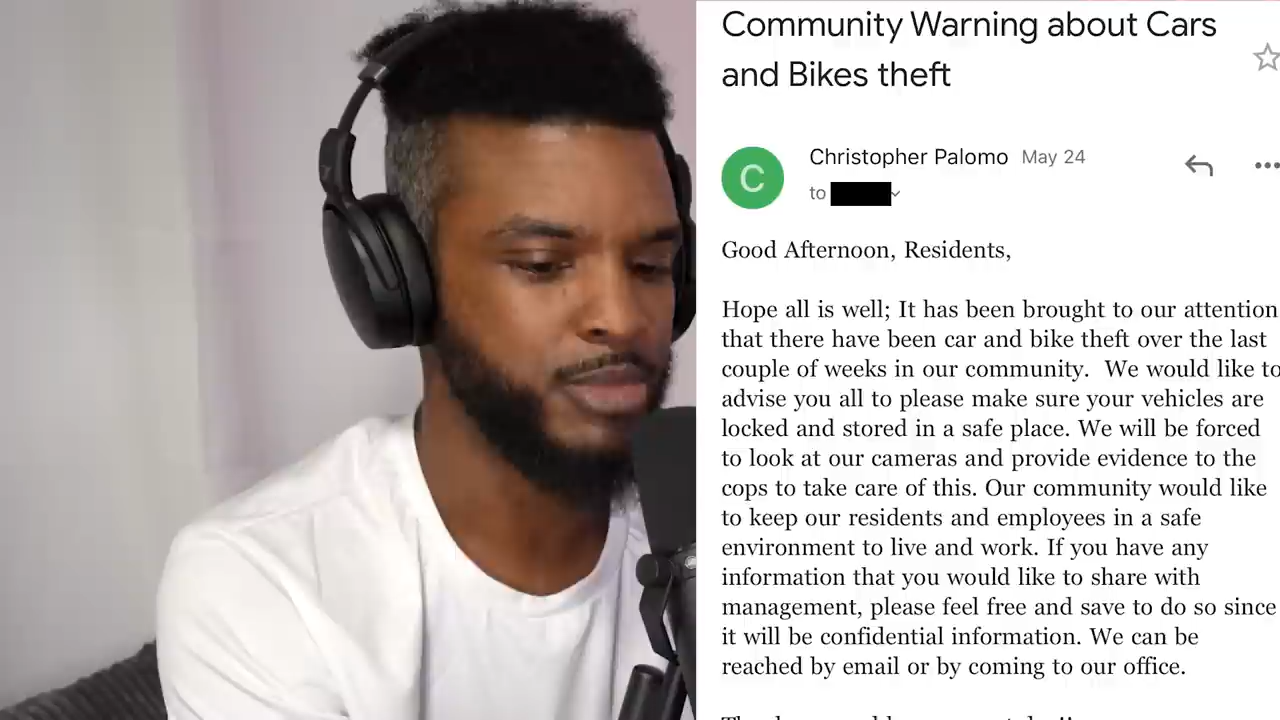 Community Warning about Cars
and Bikes theft
C
Christopher Palomo May 24
to
Good Afternoon, Residents,
Hope all is well; It has been brought to our attention
that there have been car and bike theft over the last
couple of weeks in our community. We would like to
advise you all to please make sure your vehicles are
locked and stored in a safe place. We will be forced
to look at our cameras and provide evidence to the
cops to take care of this. Our community would like
to keep our residents and employees in a safe
environment to live and work. If you have any
information that you would like to share with
management, please feel free and save to do so since
it will be confidential information. We can be
reached by email or by coming to our office.